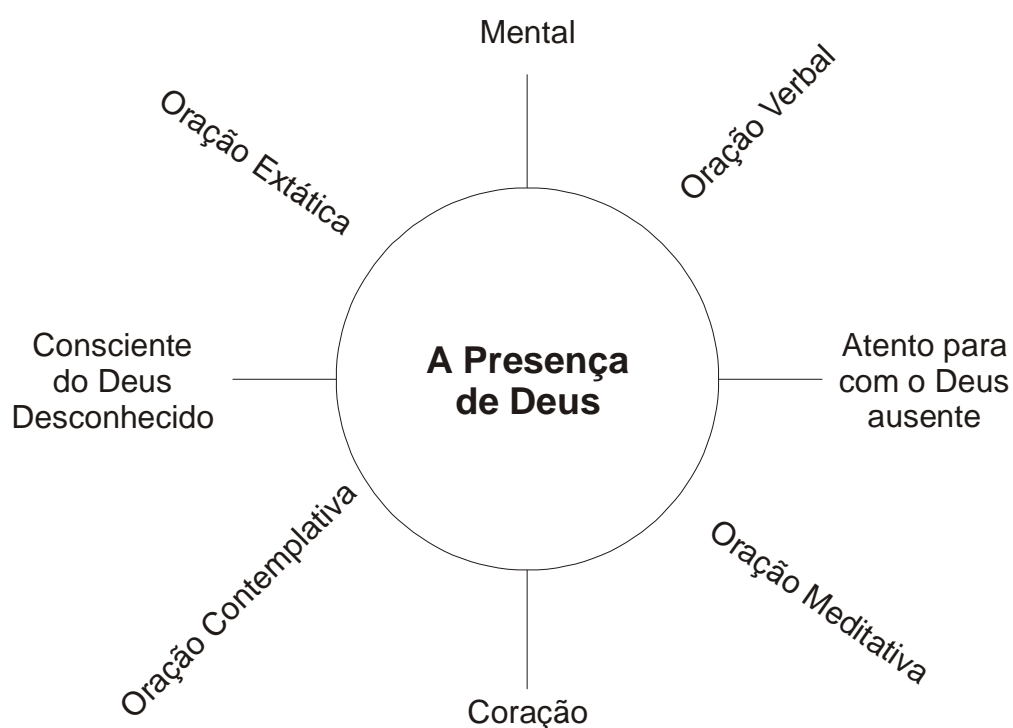 Mental
Oração Extática
Oração Verbal
Consciente
do Deus
Desconhecido
A Presença
de Deus
Atento para
com o Deus
ausente
Oração Contemplativa
Oração Meditativa
Coração